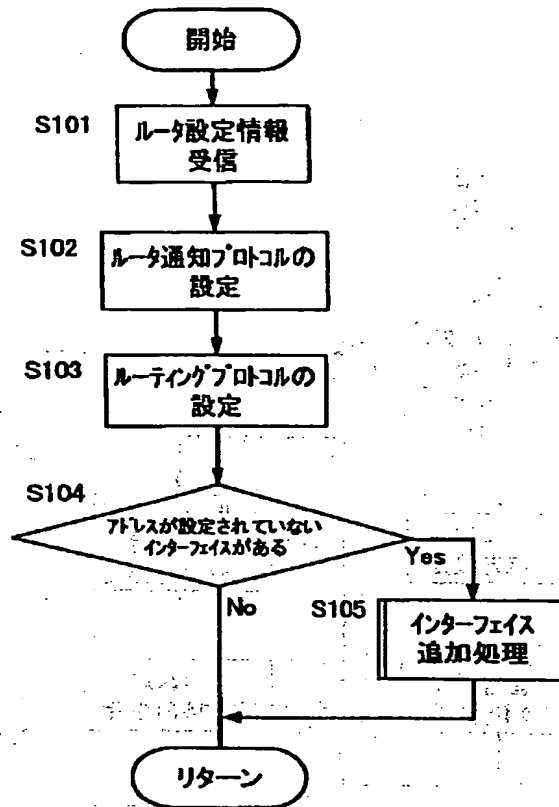 開始
S101
ルータ設定情報
受信
S102
ルータ通知プロトコルの
設定
S103
ルーティングプロトコルの
設定
S104
アドレスが設定されていない
インターフェイスがある
Yes
No
S105
インターフェイス
追加処理
リターン